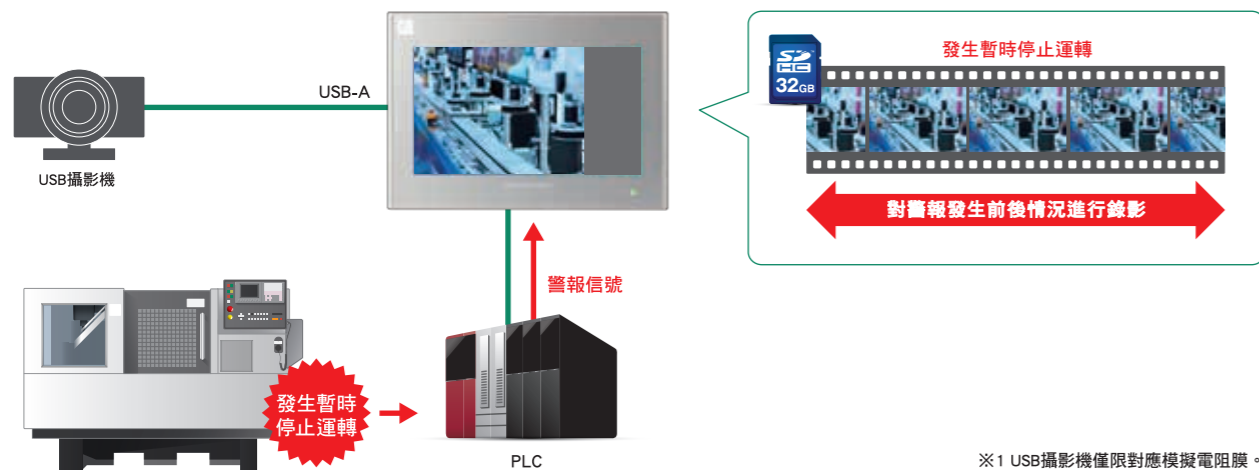 USB攝影機
USB-A
發生暫時
停止運轉
PLC
警報信號
SD
HC
32GB
發生暫時停止運轉
對警報發生前後情況進行錄影
※1 USB攝影機僅限對應模擬電阻膜。